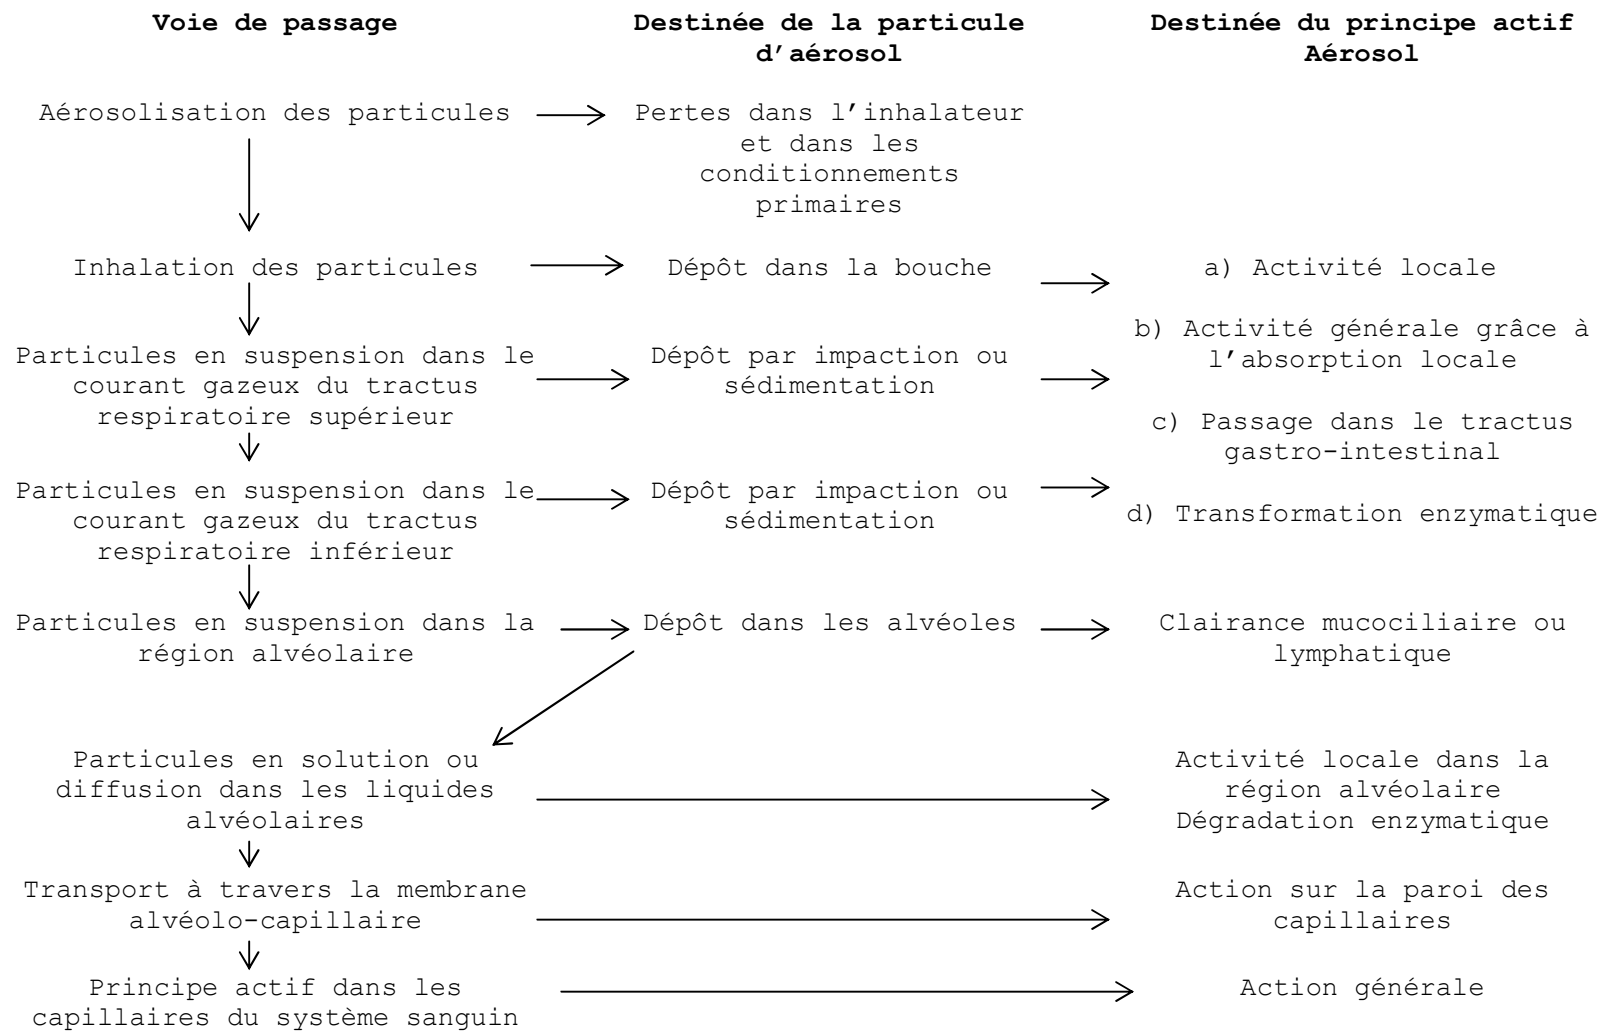 Voie de passage
Destinée de la particule
d’aérosol
Destinée du principe actif
Aérosol
Aérosolisation des particules
Pertes dans l’inhalateur
et dans les
conditionnements
primaires
Inhalation des particules
Dépôt dans la bouche
a) Activité locale
b) Activité générale grâce à
l’absorption locale
Particules en suspension dans le
courant gazeux du tractus
respiratoire supérieur
Dépôt par impaction ou
sédimentation
c) Passage dans le tractus
gastro-intestinal
Particules en suspension dans le
courant gazeux du tractus
respiratoire inférieur
Dépôt par impaction ou
sédimentation
d) Transformation enzymatique
Particules en suspension dans la
région alvéolaire
Dépôt dans les alvéoles
Clairance mucociliaire ou
lymphatique
Particules en solution ou
diffusion dans les liquides
alvéolaires
Activité locale dans la
région alvéolaire
Dégradation enzymatique
Transport à travers la membrane
alvéolo-capillaire
Action sur la paroi des
capillaires
Principe actif dans les
capillaires du système sanguin
Action générale